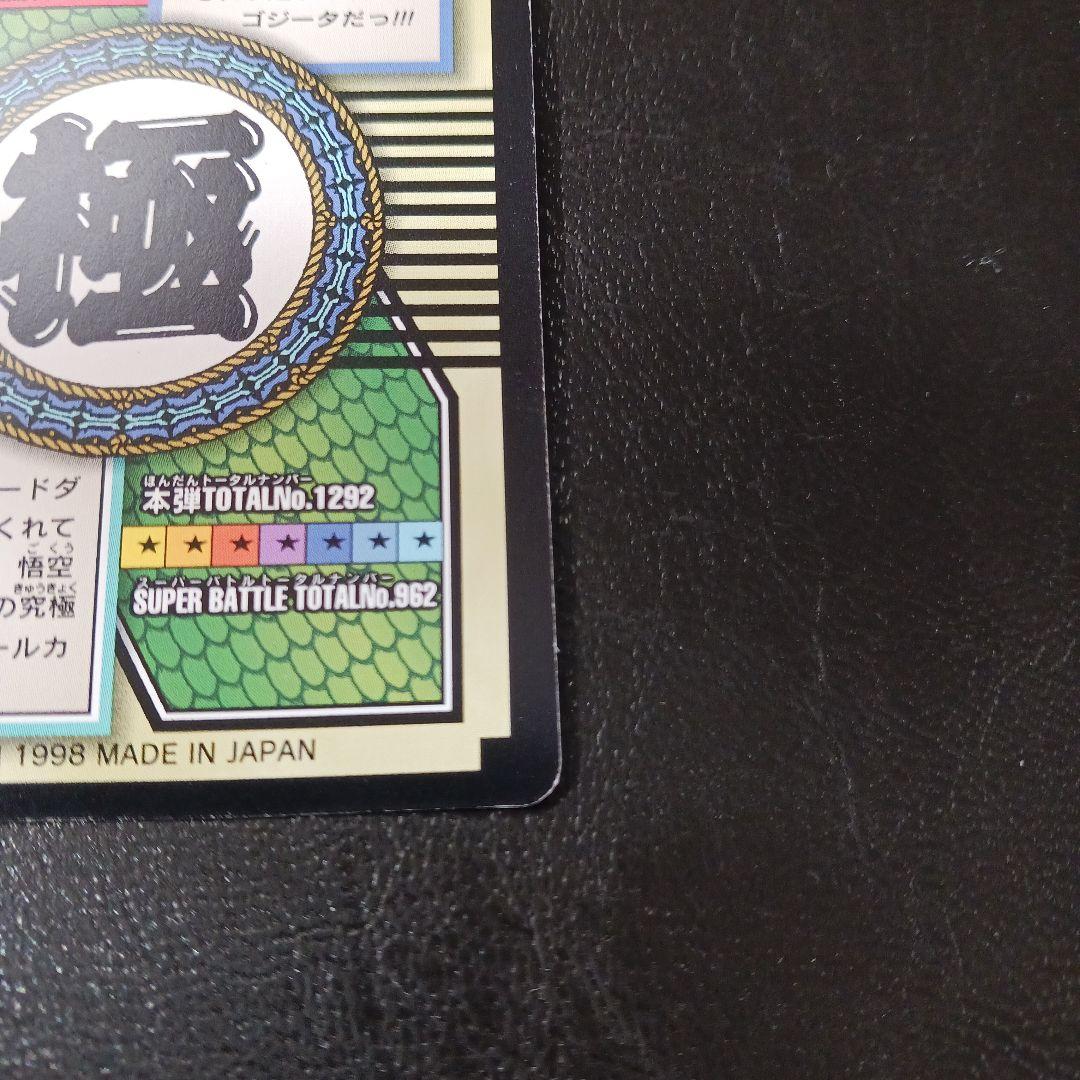 ゴジータだっ!!!
極
ードダ
くれて
ごくう
悟空
きゅうきょく
の究極
ールカ
ほんだんトータルナンバー
本弾TOTALNo.1292
★ ★ ★ ★ ★ ★ ★
スーパー バトルトータルナンバー
SUPER BATTLE TOTALNo.962
1998 MADE IN JAPAN